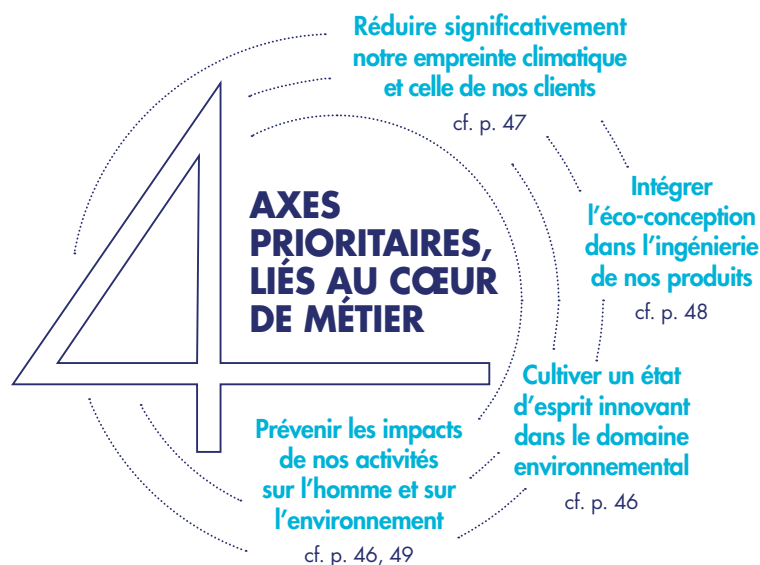 4
AXES
PRIORITAIRES,
LIÉS AU CŒUR
DE MÉTIER
Réduire significativement
notre empreinte climatique
et celle de nos clients
cf. p. 47
Intégrer
l’éco-conception
dans l’ingénierie
de nos produits
cf. p. 48
Cultiver un état
d’esprit innovant
dans le domaine
environnemental
cf. p. 46
Prévenir les impacts
de nos activités
sur l’homme et sur
l’environnement
cf. p. 46, 49